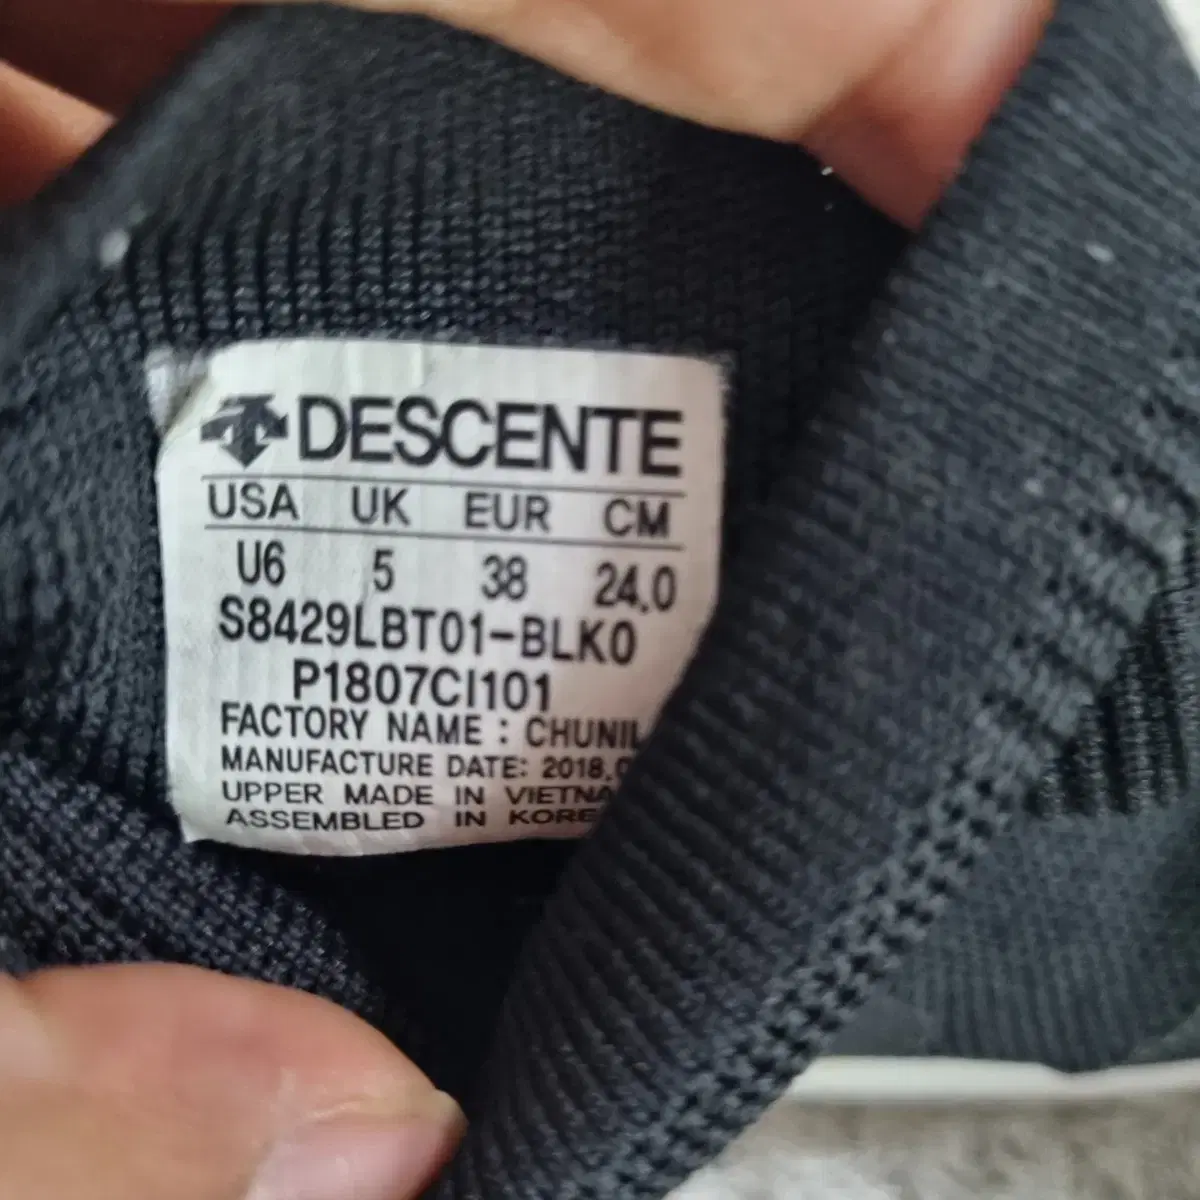 DESCENTE
USA UK EUR CM
U6 5 38 24.0
S8429LBT01-BLK0
P1807CI101
FACTORY NAME : CHUNIL
MANUFACTURE DATE: 2018.0
UPPER MADE IN VIETNA
ASSEMBLED IN KORE